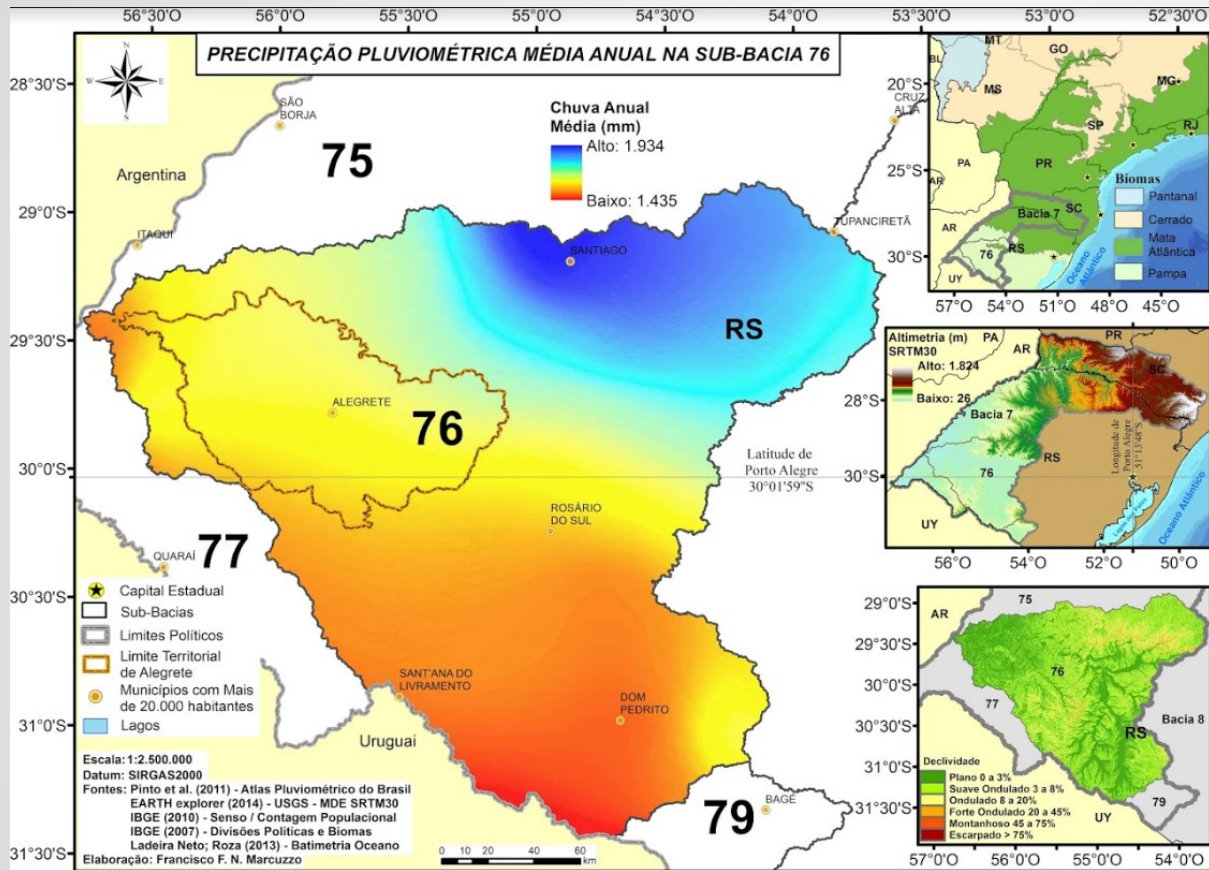 56°30'O
56°00'O
55°30'O
55°00'O
54°30'O
54°00'O
53°30'O
53°00'O
52°30'O
PRECIPITAÇÃO PLUVIOMÉTRICA MÉDIA ANUAL NA SUB-BACIA 76
N
W
E
S
28°30'S
29°00'S
29°30'S
30°00'S
30°30'S
31°00'S
31°30'S
SÃO
BORJA
75
Argentina
ITAQUI
Chuva Anual
Média (mm)
Alto: 1.934
Baixo: 1.435
CRUZ
ALTA
TUPANCIRETÃ
SANTIAGO
RS
ALEGRETE
76
Latitude de
Porto Alegre
30°01'59"S
ROSÁRIO
DO SUL
77
QUARAÍ
SANT'ANA DO
LIVRAMENTO
DOM
PEDRITO
Uruguai
79
BAGÉ
Capital Estadual
Sub-Bacias
Limites Políticos
Limite Territorial
de Alegrete
Municípios com Mais
de 20.000 habitantes
Lagos
Escala: 1:2.500.000
Datum: SIRGAS2000
Fontes: Pinto et al. (2011) - Atlas Pluviométrico do Brasil
EARTH explorer (2014) - USGS - MDE SRTM30
IBGE (2010) - Senso / Contagem Populacional
IBGE (2007) - Divisões Políticas e Biomas
Ladeira Neto; Roza (2013) - Batimetria Oceano
Elaboração: Francisco F. N. Marcuzzo
0 10 20 40 60
km
BL
MT
GO
MS
MG
SP
RJ
PA
PR
AR
SC
Bacia 7
AR
RS
76
UY
Oceano
Atlântico
Biomas
Pantanal
Cerrado
Mata
Atlântica
Pampa
20°S
25°S
30°S
57°O
54°O
51°O
48°O
45°O
Altimetria (m)
SRTM30
Alto: 1.824
Baixo: 26
PA
AR
PR
SC
Bacia 7
RS
76
UY
Longitude de
Porto Alegre
51°13'48"S
Oceano Atlântico
28°S
30°S
56°O
54°O
52°O
50°O
29°0'S
29°30'S
30°0'S
30°30'S
31°0'S
31°30'S
AR
75
76
77
Bacia 8
RS
79
UY
Declividade
Plano 0 a 3%
Suave Ondulado 3 a 8%
Ondulado 8 a 20%
Forte Ondulado 20 a 45%
Montanhoso 45 a 75%
Escarpado > 75%
57°0'O
56°0'O
55°0'O
54°0'O